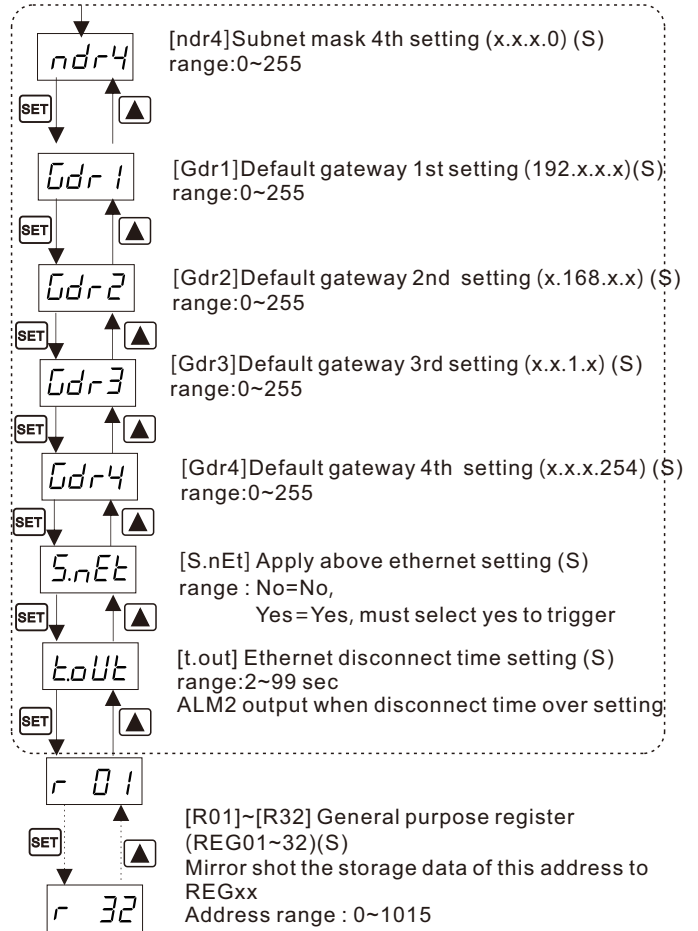 ndr4
[ndr4]Subnet mask 4th setting (x.x.x.0) (S)
range:0~255
SET
Gdr1
[Gdr1]Default gateway 1st setting (192.x.x.x)(S)
range:0~255
SET
Gdr2
[Gdr2]Default gateway 2nd setting (x.168.x.x) (S)
range:0~255
SET
Gdr3
[Gdr3]Default gateway 3rd setting (x.x.1.x) (S)
range:0~255
SET
Gdr4
[Gdr4]Default gateway 4th setting (x.x.x.254) (S)
range:0~255
SET
S.nEt
[S.nEt] Apply above ethernet setting (S)
range : No=No,
Yes=Yes, must select yes to trigger
SET
t.oUt
[t.out] Ethernet disconnect time setting (S)
range:2~99 sec
ALM2 output when disconnect time over setting
SET
r 01
[R01]~[R32] General purpose register
(REG01~32)(S)
SET
Mirror shot the storage data of this address to
REGxx
r 32
Address range : 0~1015